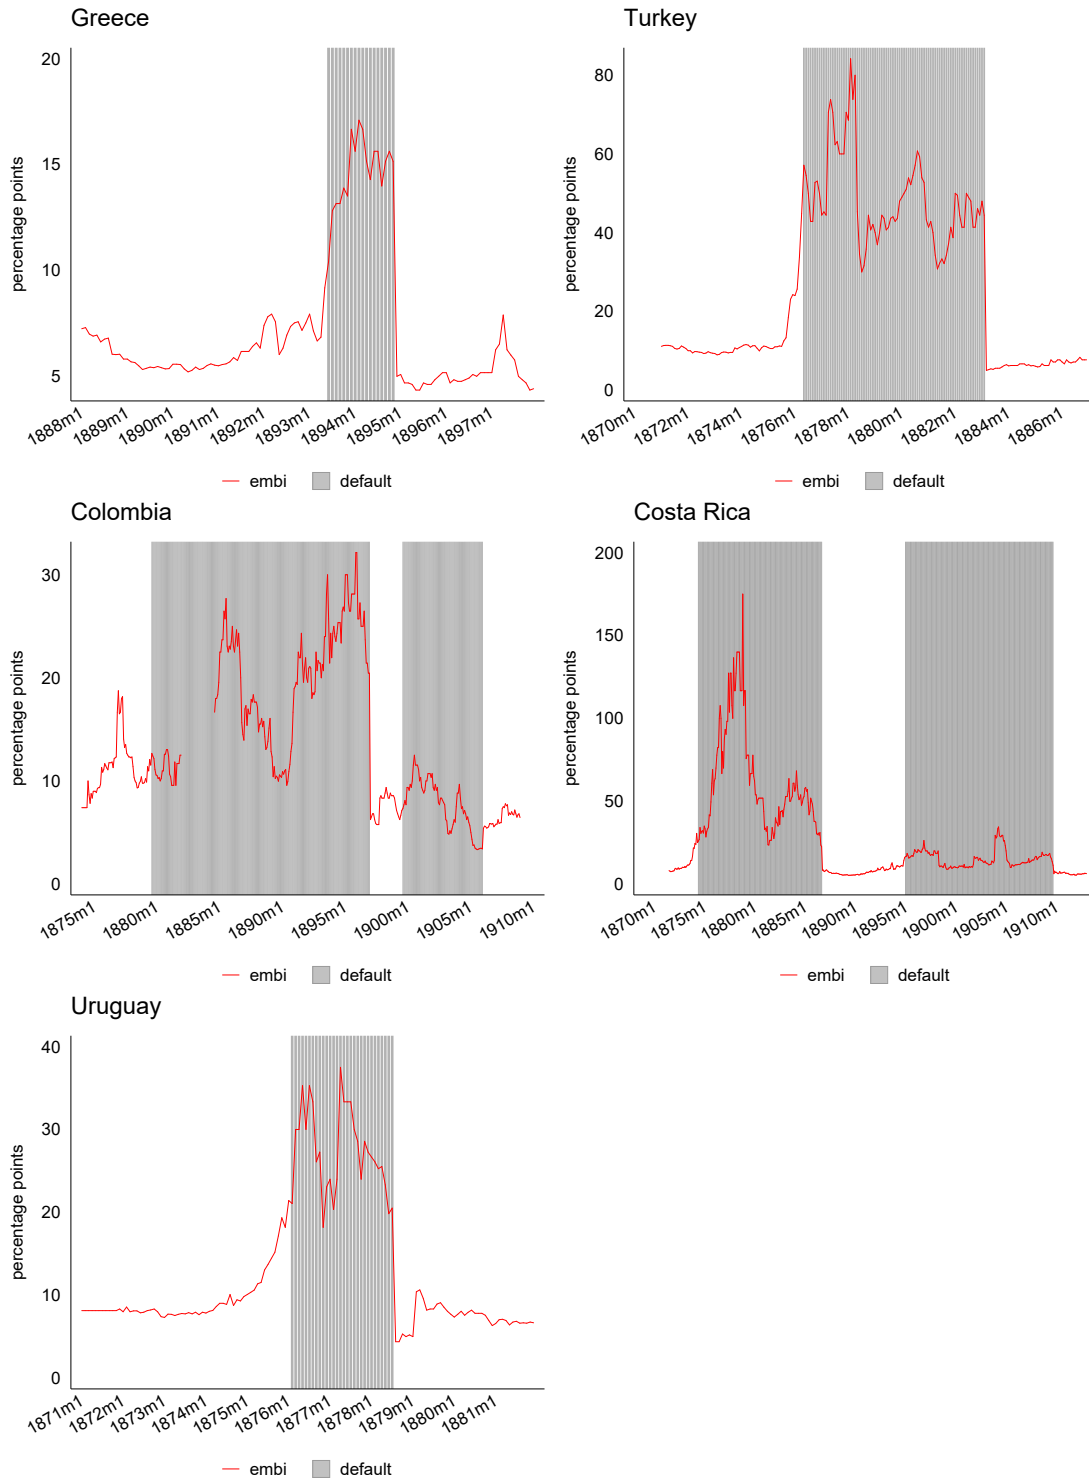 Greece
percentage points
20
15
10
5
1888m1 1889m1 1890m1 1891m1 1892m1 1893m1 1894m1 1895m1 1896m1 1897m1
embi default
Turkey
percentage points
80
60
40
20
0
1870m1 1872m1 1874m1 1876m1 1878m1 1880m1 1882m1 1884m1 1886m1
embi default
Colombia
percentage points
30
20
10
0
1875m1 1880m1 1885m1 1890m1 1895m1 1900m1 1905m1 1910m1
embi default
Costa Rica
percentage points
200
150
100
50
0
1870m1 1875m1 1880m1 1885m1 1890m1 1895m1 1900m1 1905m1 1910m1
embi default
Uruguay
percentage points
40
30
20
10
0
1871m1 1872m1 1873m1 1874m1 1875m1 1876m1 1877m1 1878m1 1879m1 1880m1 1881m1
embi default